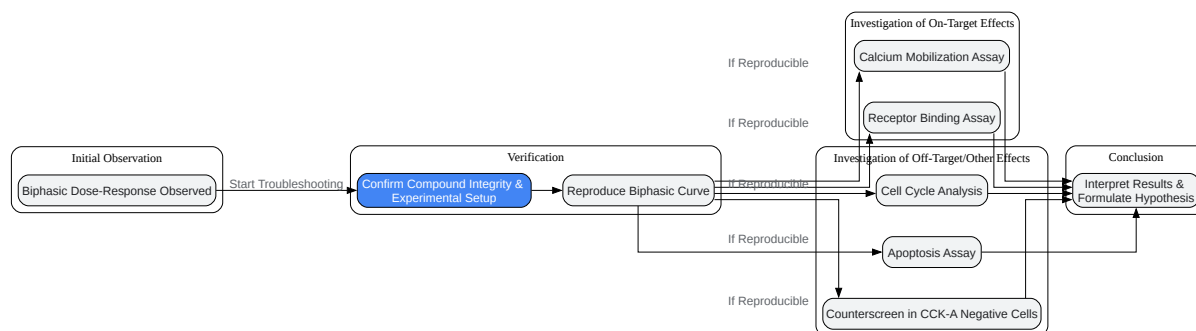 Initial Observation
Biphasic Dose-Response Observed
Start Troubleshooting
Verification
Confirm Compound Integrity &
Experimental Setup
Reproduce Biphasic Curve
If Reproducible
If Reproducible
If Reproducible
If Reproducible
If Reproducible
Investigation of On-Target Effects
Calcium Mobilization Assay
Receptor Binding Assay
Investigation of Off-Target/Other Effects
Cell Cycle Analysis
Apoptosis Assay
Counterscreen in CCK-A Negative Cells
Conclusion
Interpret Results &
Formulate Hypothesis